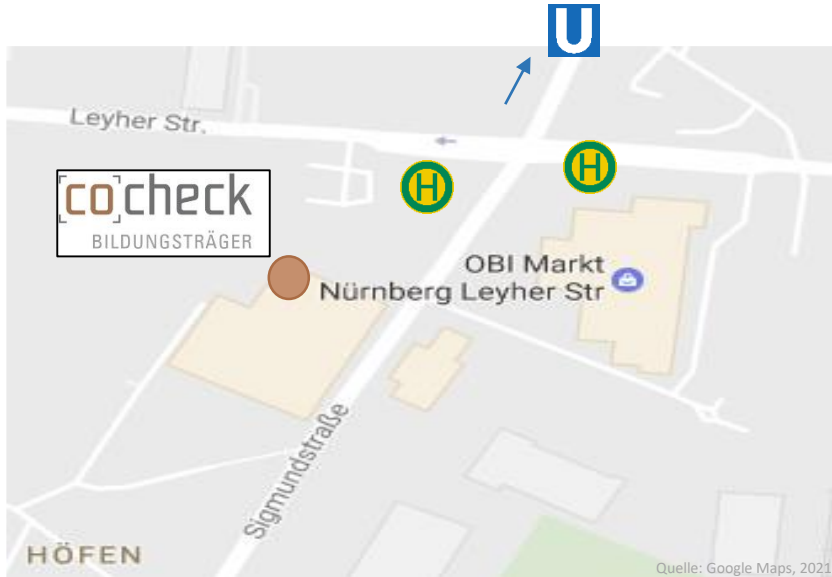 U
Leyher Str.
H
H
[co]check
BILDUNGSTRÄGER
OBI Markt
Nürnberg Leyher Str
Sigmundstraße
HÖFEN
Quelle: Google Maps, 2021